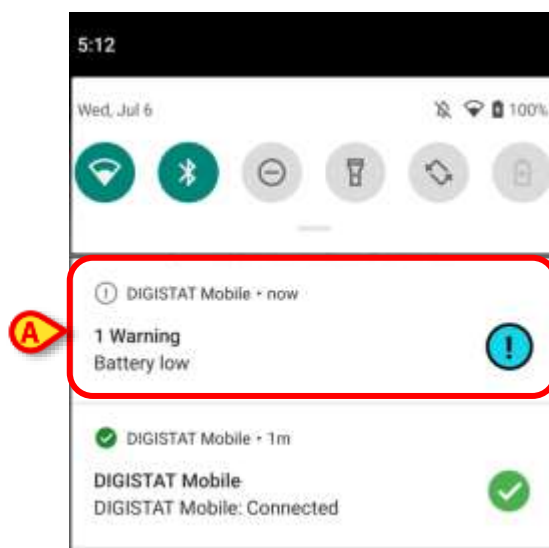 5:12
Wed, Jul 6
100%
DIGISTAT Mobile • now
A
1 Warning
Battery low
DIGISTAT Mobile • 1m
DIGISTAT Mobile
DIGISTAT Mobile: Connected